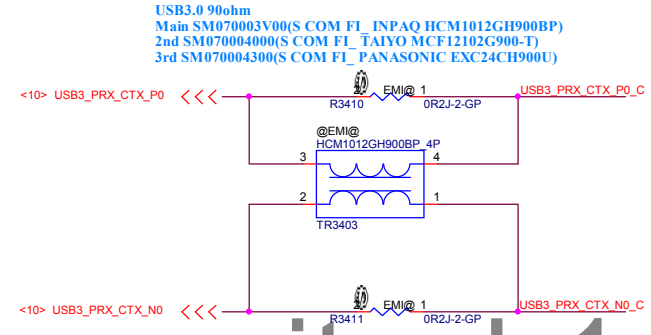 USB3.0 90ohm
Main SM070003V00(S COM FI_ INPAQ HCM1012GH900BP)
2nd SM070004000(S COM FI_ TAIYO MCF12102G900-T)
3rd SM070004300(S COM FI_ PANASONIC EXC24CH900U)
<10> USB3_PRX_CTX_P0
2 EMI@ 1
USB3_PRX_CTX_P0_C
R3410 0R2J-2-GP
@EMI@
HCM1012GH900BP_4P
3 4
2 1
TR3403
<10> USB3_PRX_CTX_N0
2 EMI@ 1
USB3_PRX_CTX_N0_C
R3411 0R2J-2-GP